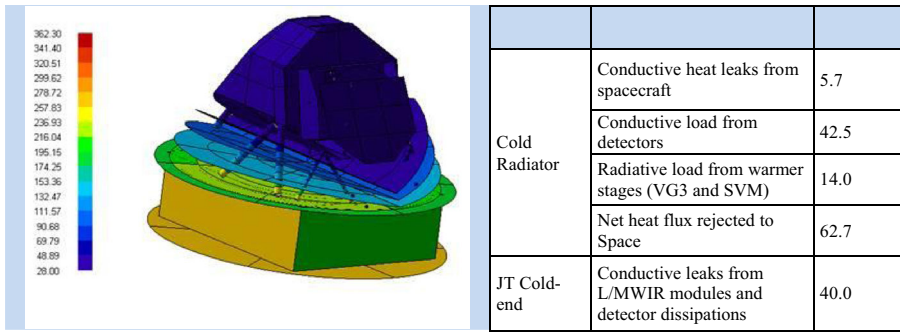 362.30
341.40
320.51
299.62
278.72
257.83
236.93
216.04
195.15
174.25
153.36
132.47
111.57
90.68
69.79
48.89
28.00
Cold
Radiator
Conductive heat leaks from
spacecraft
5.7
Conductive load from
detectors
42.5
Radiative load from warmer
stages (VG3 and SVM)
14.0
Net heat flux rejected to
Space
62.7
JT Cold-
end
Conductive leaks from
L/MWIR modules and
detector dissipations
40.0